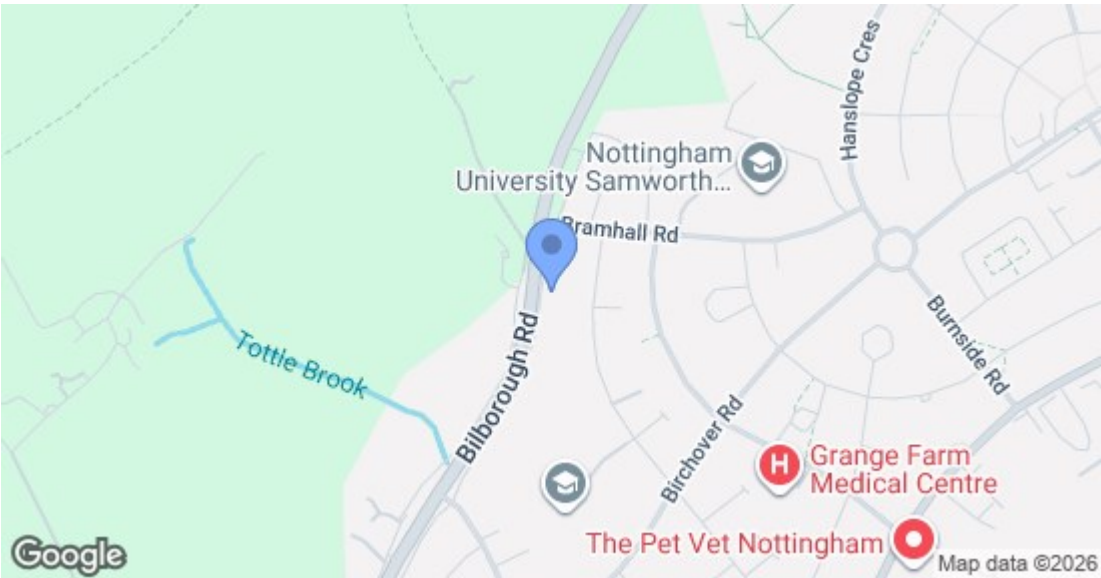 Hanslope Cres
Nottingham
University Samworth...
Bramhall Rd
Burnside Rd
Tottle Brook
Bilborough Rd
Birchover Rd
H
Grange Farm
Medical Centre
The Pet Vet Nottingham
Google
Map data ©2026